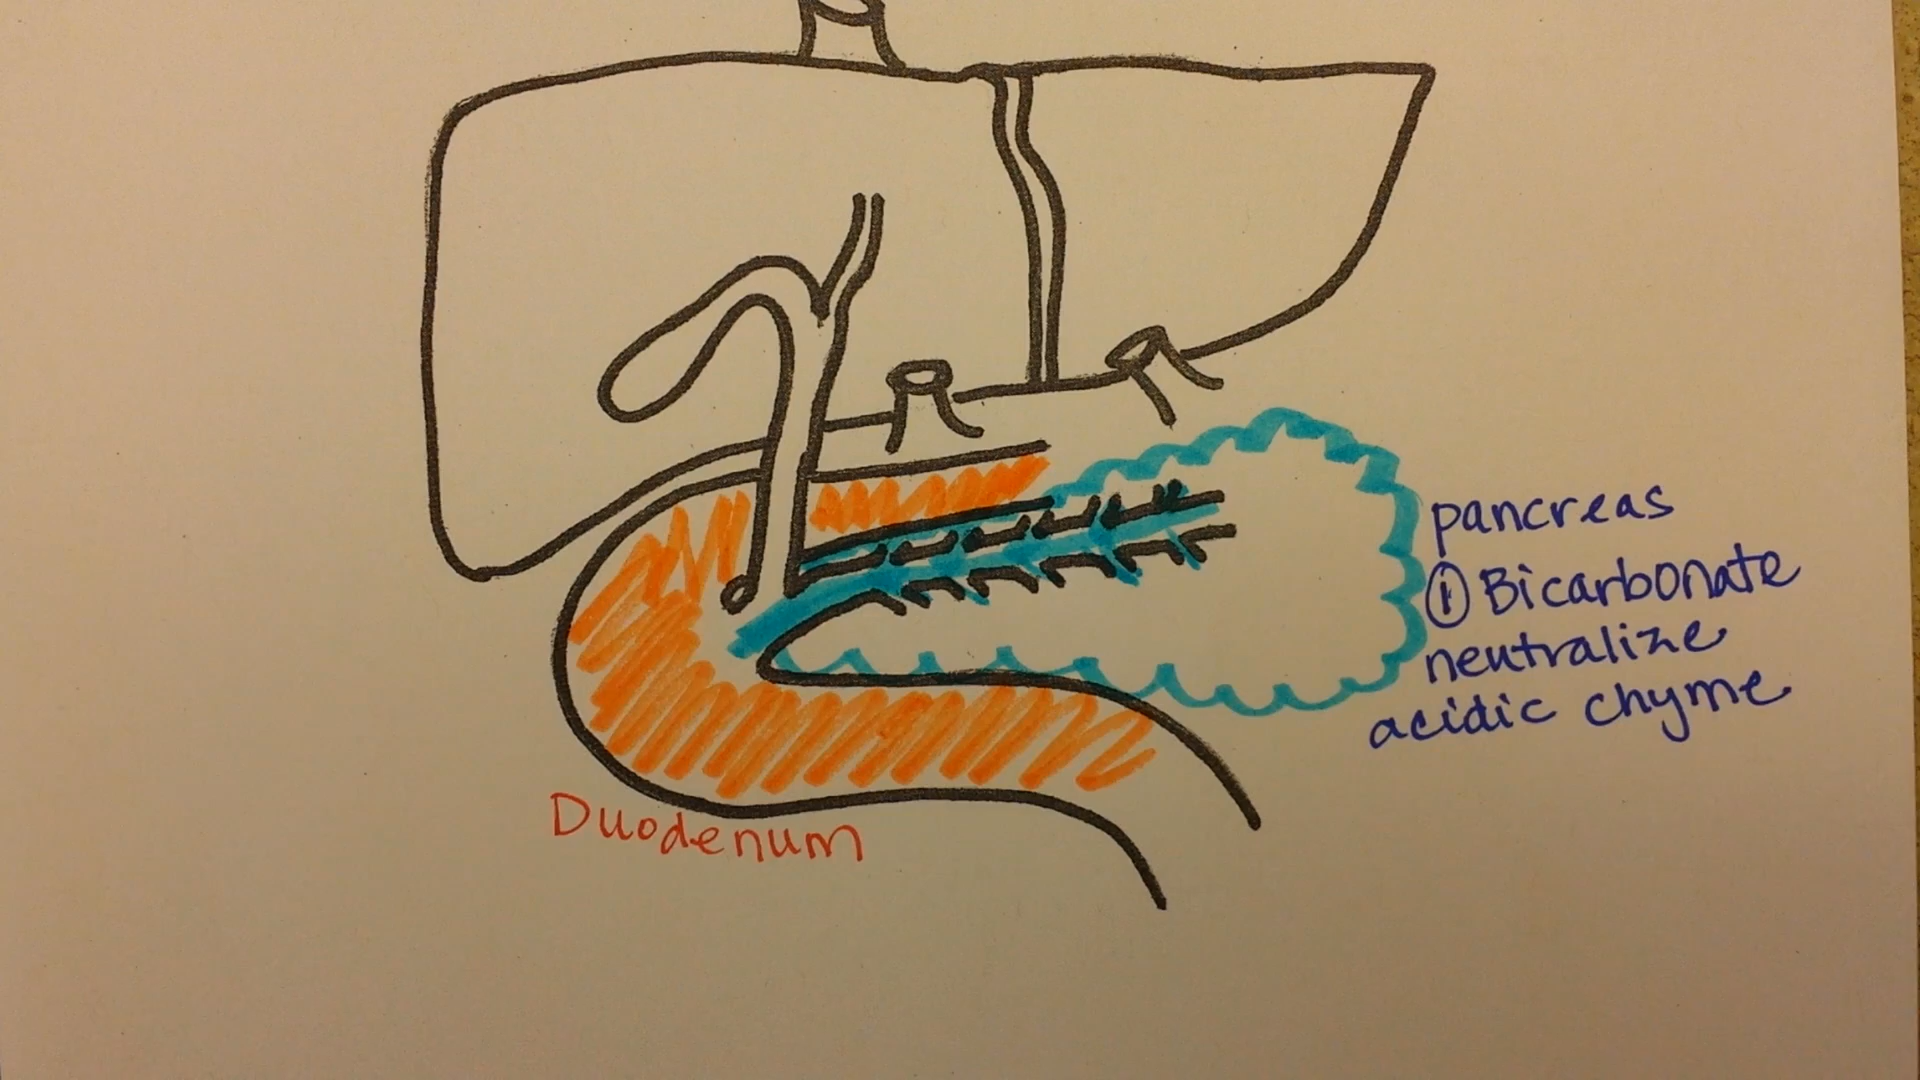 pancreas
① Bicarbonate
neutralize
acidic chyme
Duodenum